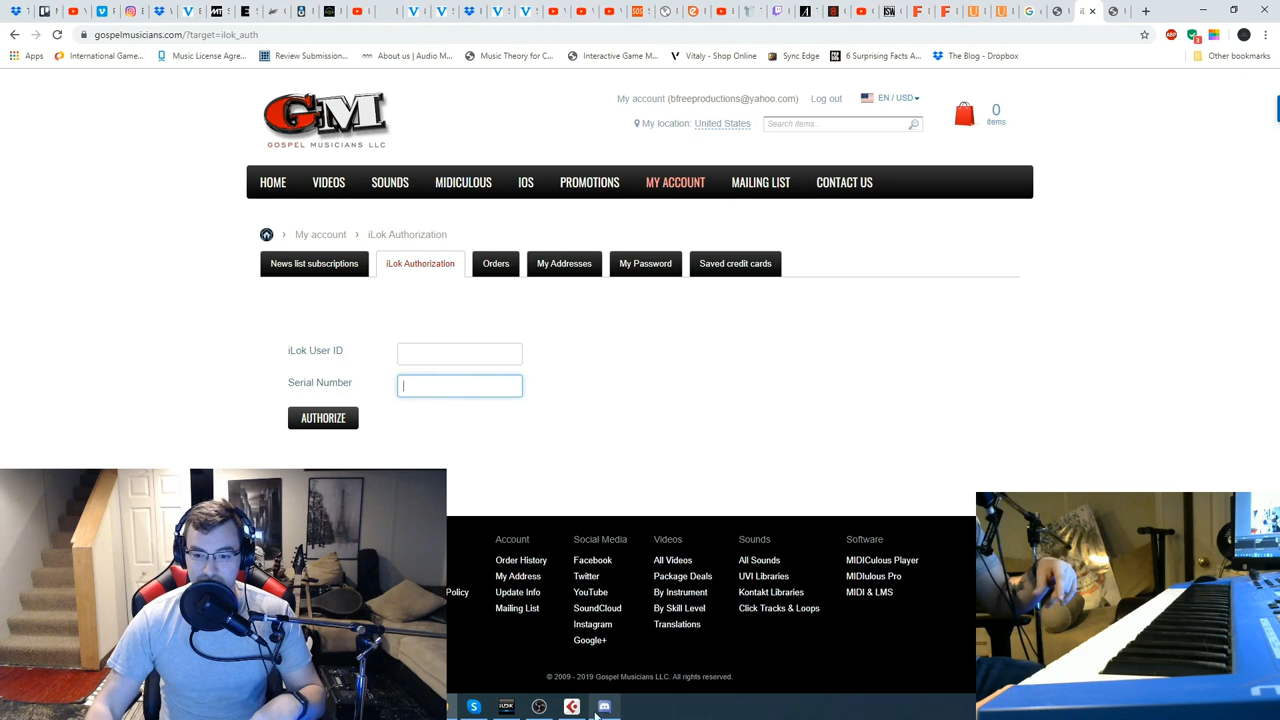 gospelmusicians.com/?target=ilok_auth
Apps International Game... Music License Agre... Review Submission... About us | Audio M... Music Theory for C... Interactive Game M... Vitaly - Shop Online Sync Edge 6 Surprising Facts A... The Blog - Dropbox Other bookmarks
My account (bfreeproductions@yahoo.com) Log out EN / USD
My location: United States Search items... 0 items
GM
GOSPEL MUSICIANS LLC
HOME VIDEOS SOUNDS MIDICULOUS IOS PROMOTIONS MY ACCOUNT MAILING LIST CONTACT US
My account › iLok Authorization
News list subscriptions iLok Authorization Orders My Addresses My Password Saved credit cards
iLok User ID
Serial Number
AUTHORIZE
Account Social Media Videos Sounds Software
Order History Facebook All Videos All Sounds MIDICulous Player
My Address Twitter Package Deals UVI Libraries MIDIulous Pro
Policy Update Info YouTube By Instrument Kontakt Libraries MIDI & LMS
Mailing List SoundCloud By Skill Level Click Tracks & Loops
Instagram Translations
Google+
© 2009 - 2019 Gospel Musicians LLC. All rights reserved.